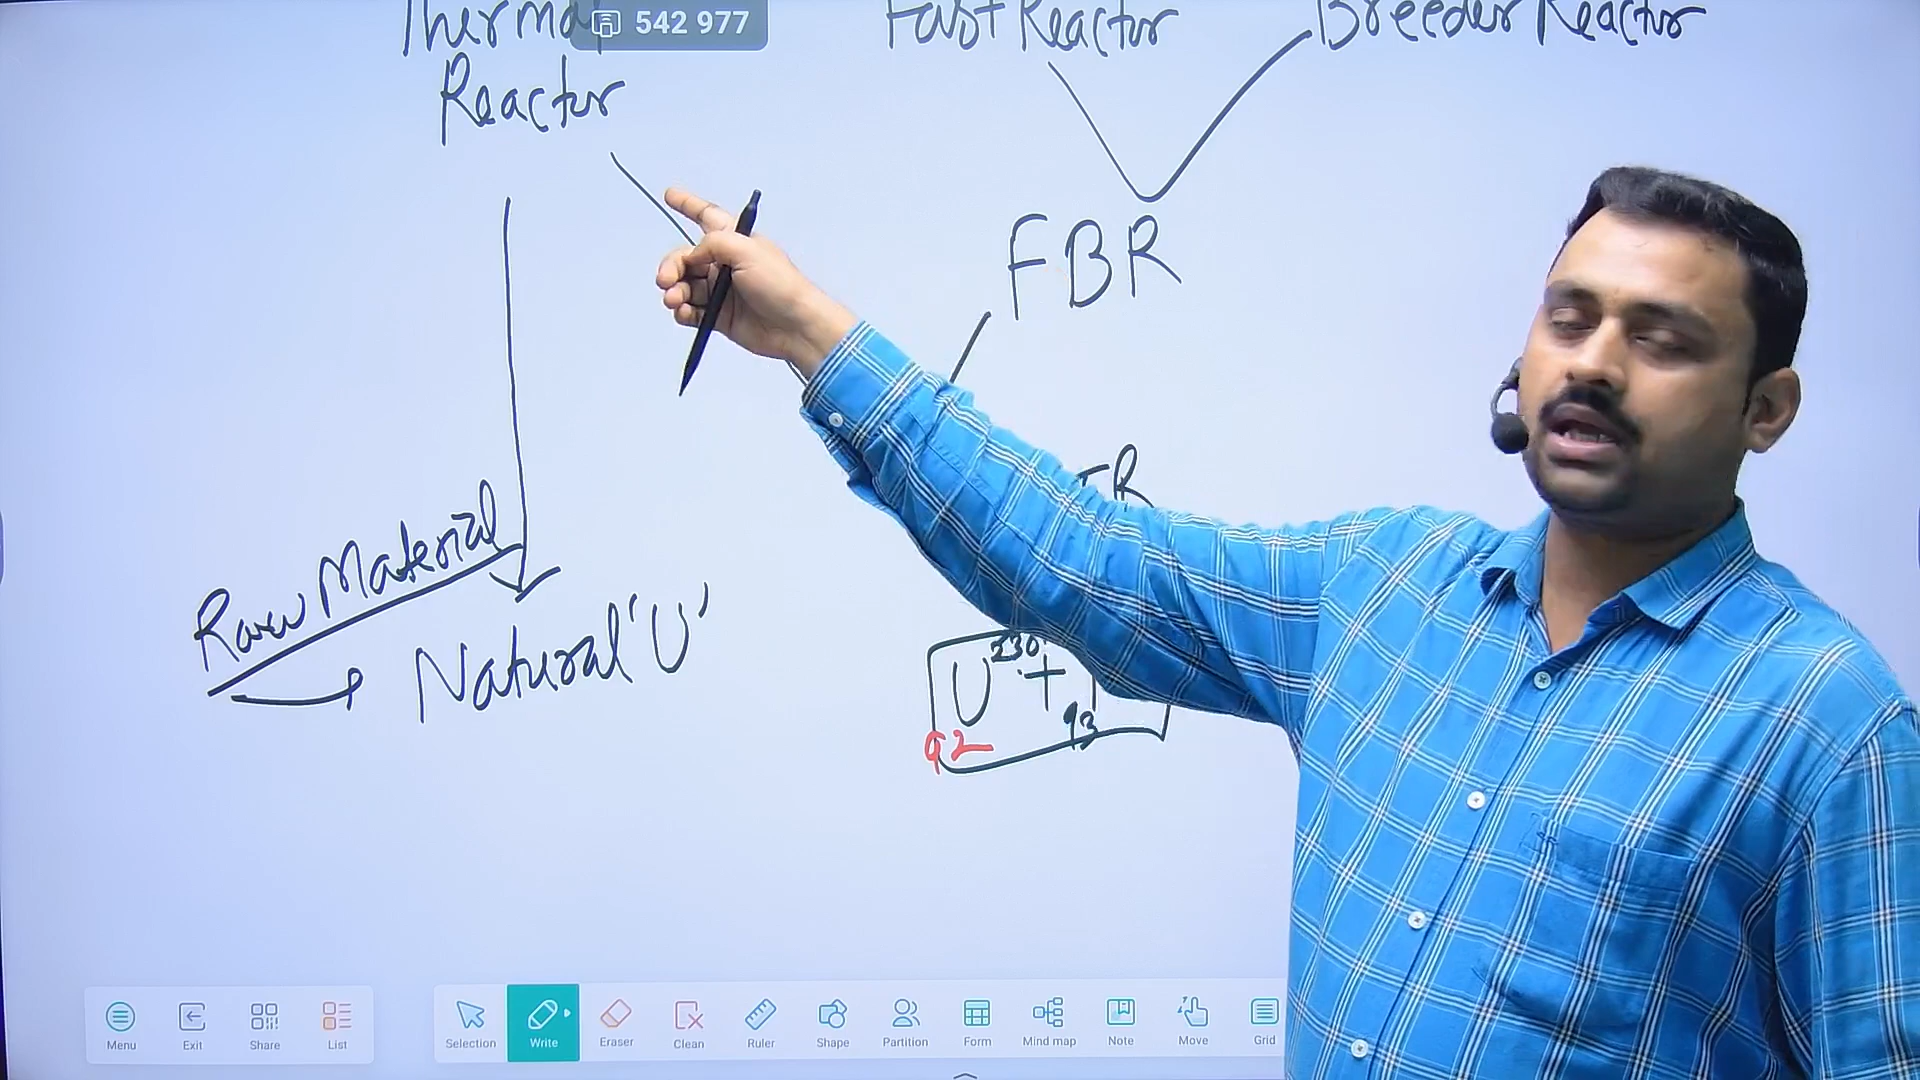 542 977
Thermal
Reactor
Fast Reactor
Breeder Reactor
FBR
Raw Material
Natural 'U'
U 230 +
92
93
Menu
Exit
Share
List
Selection
Write
Eraser
Clean
Ruler
Shape
Partition
Form
Mind map
Note
Move
Grid